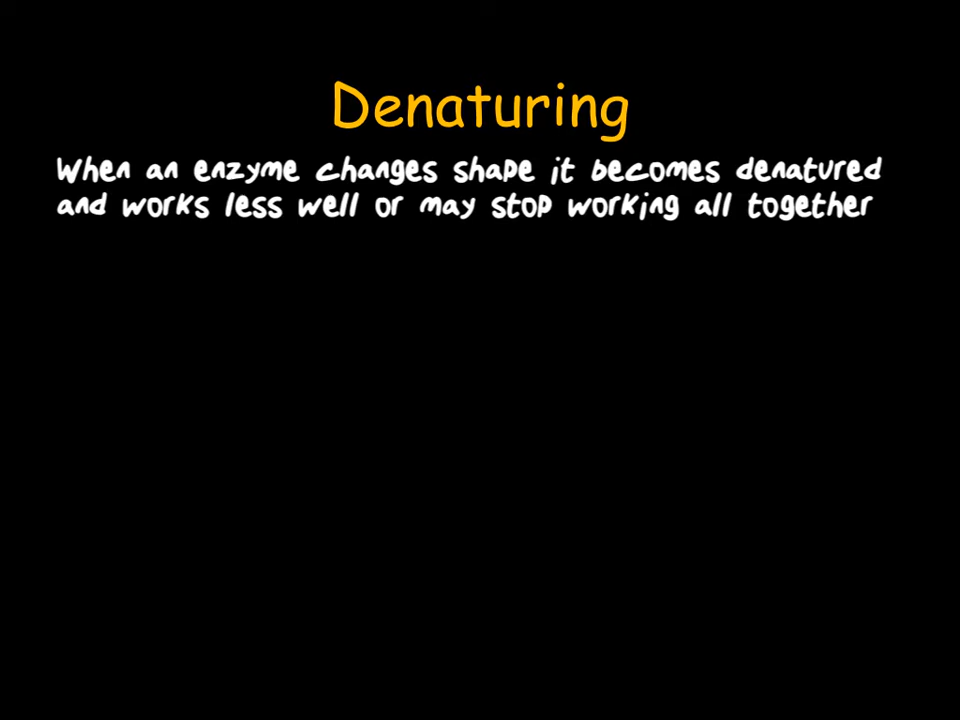 Denaturing
When an enzyme changes shape it becomes denatured
and works less well or may stop working all together